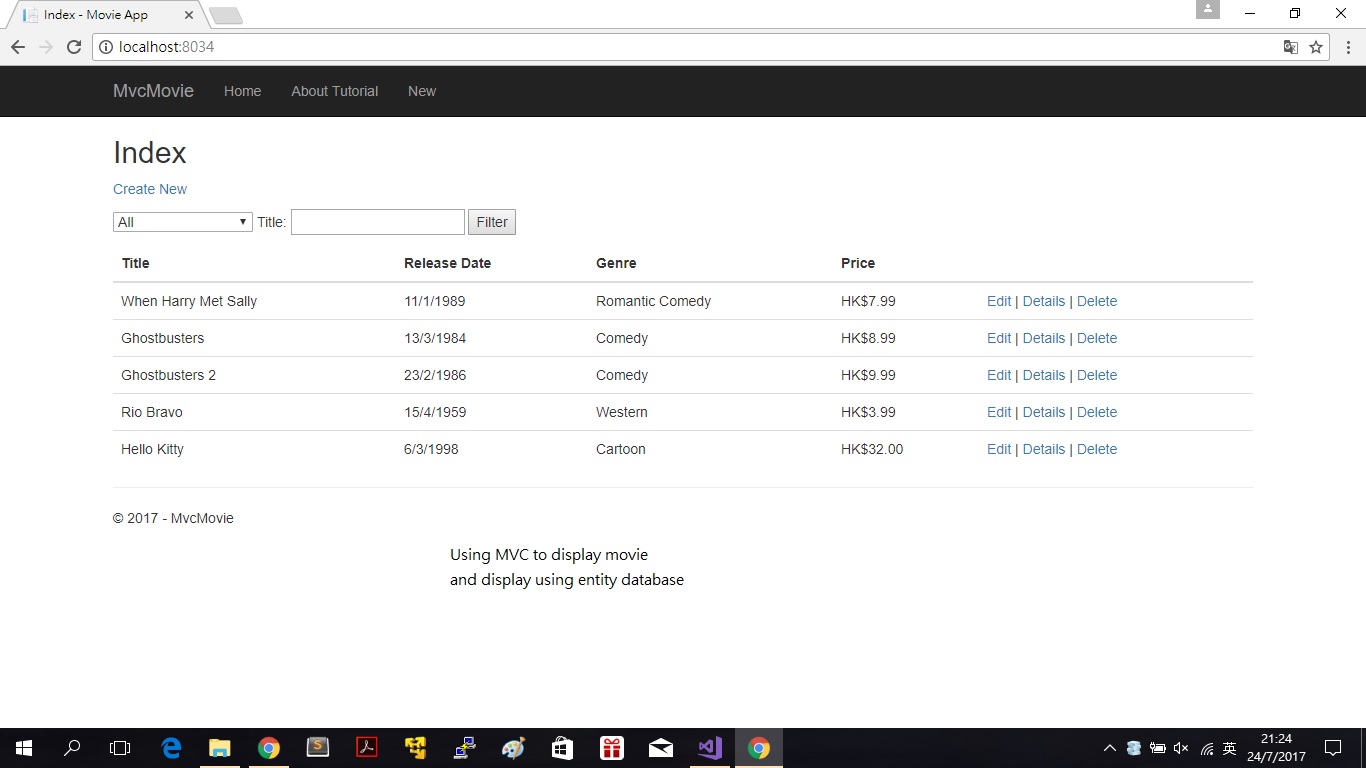 Index - Movie App
localhost:8034
MvcMovie Home About Tutorial New
Index
Create New
All Title: Filter
Title Release Date Genre Price
When Harry Met Sally 11/1/1989 Romantic Comedy HK$7.99 Edit | Details | Delete
Ghostbusters 13/3/1984 Comedy HK$8.99 Edit | Details | Delete
Ghostbusters 2 23/2/1986 Comedy HK$9.99 Edit | Details | Delete
Rio Bravo 15/4/1959 Western HK$3.99 Edit | Details | Delete
Hello Kitty 6/3/1998 Cartoon HK$32.00 Edit | Details | Delete
© 2017 - MvcMovie
Using MVC to display movie
and display using entity database
英 21:24
24/7/2017